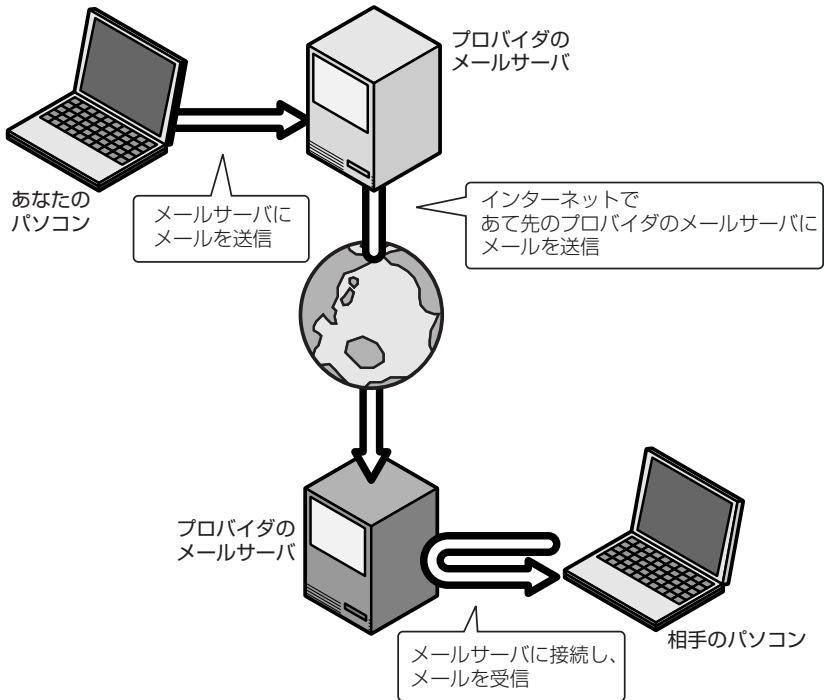 プロバイダの
メールサーバ
あなたの
パソコン
メールサーバに
メールを送信
インターネットで
あて先のプロバイダのメールサーバに
メールを送信
プロバイダの
メールサーバ
相手のパソコン
メールサーバに接続し、
メールを受信